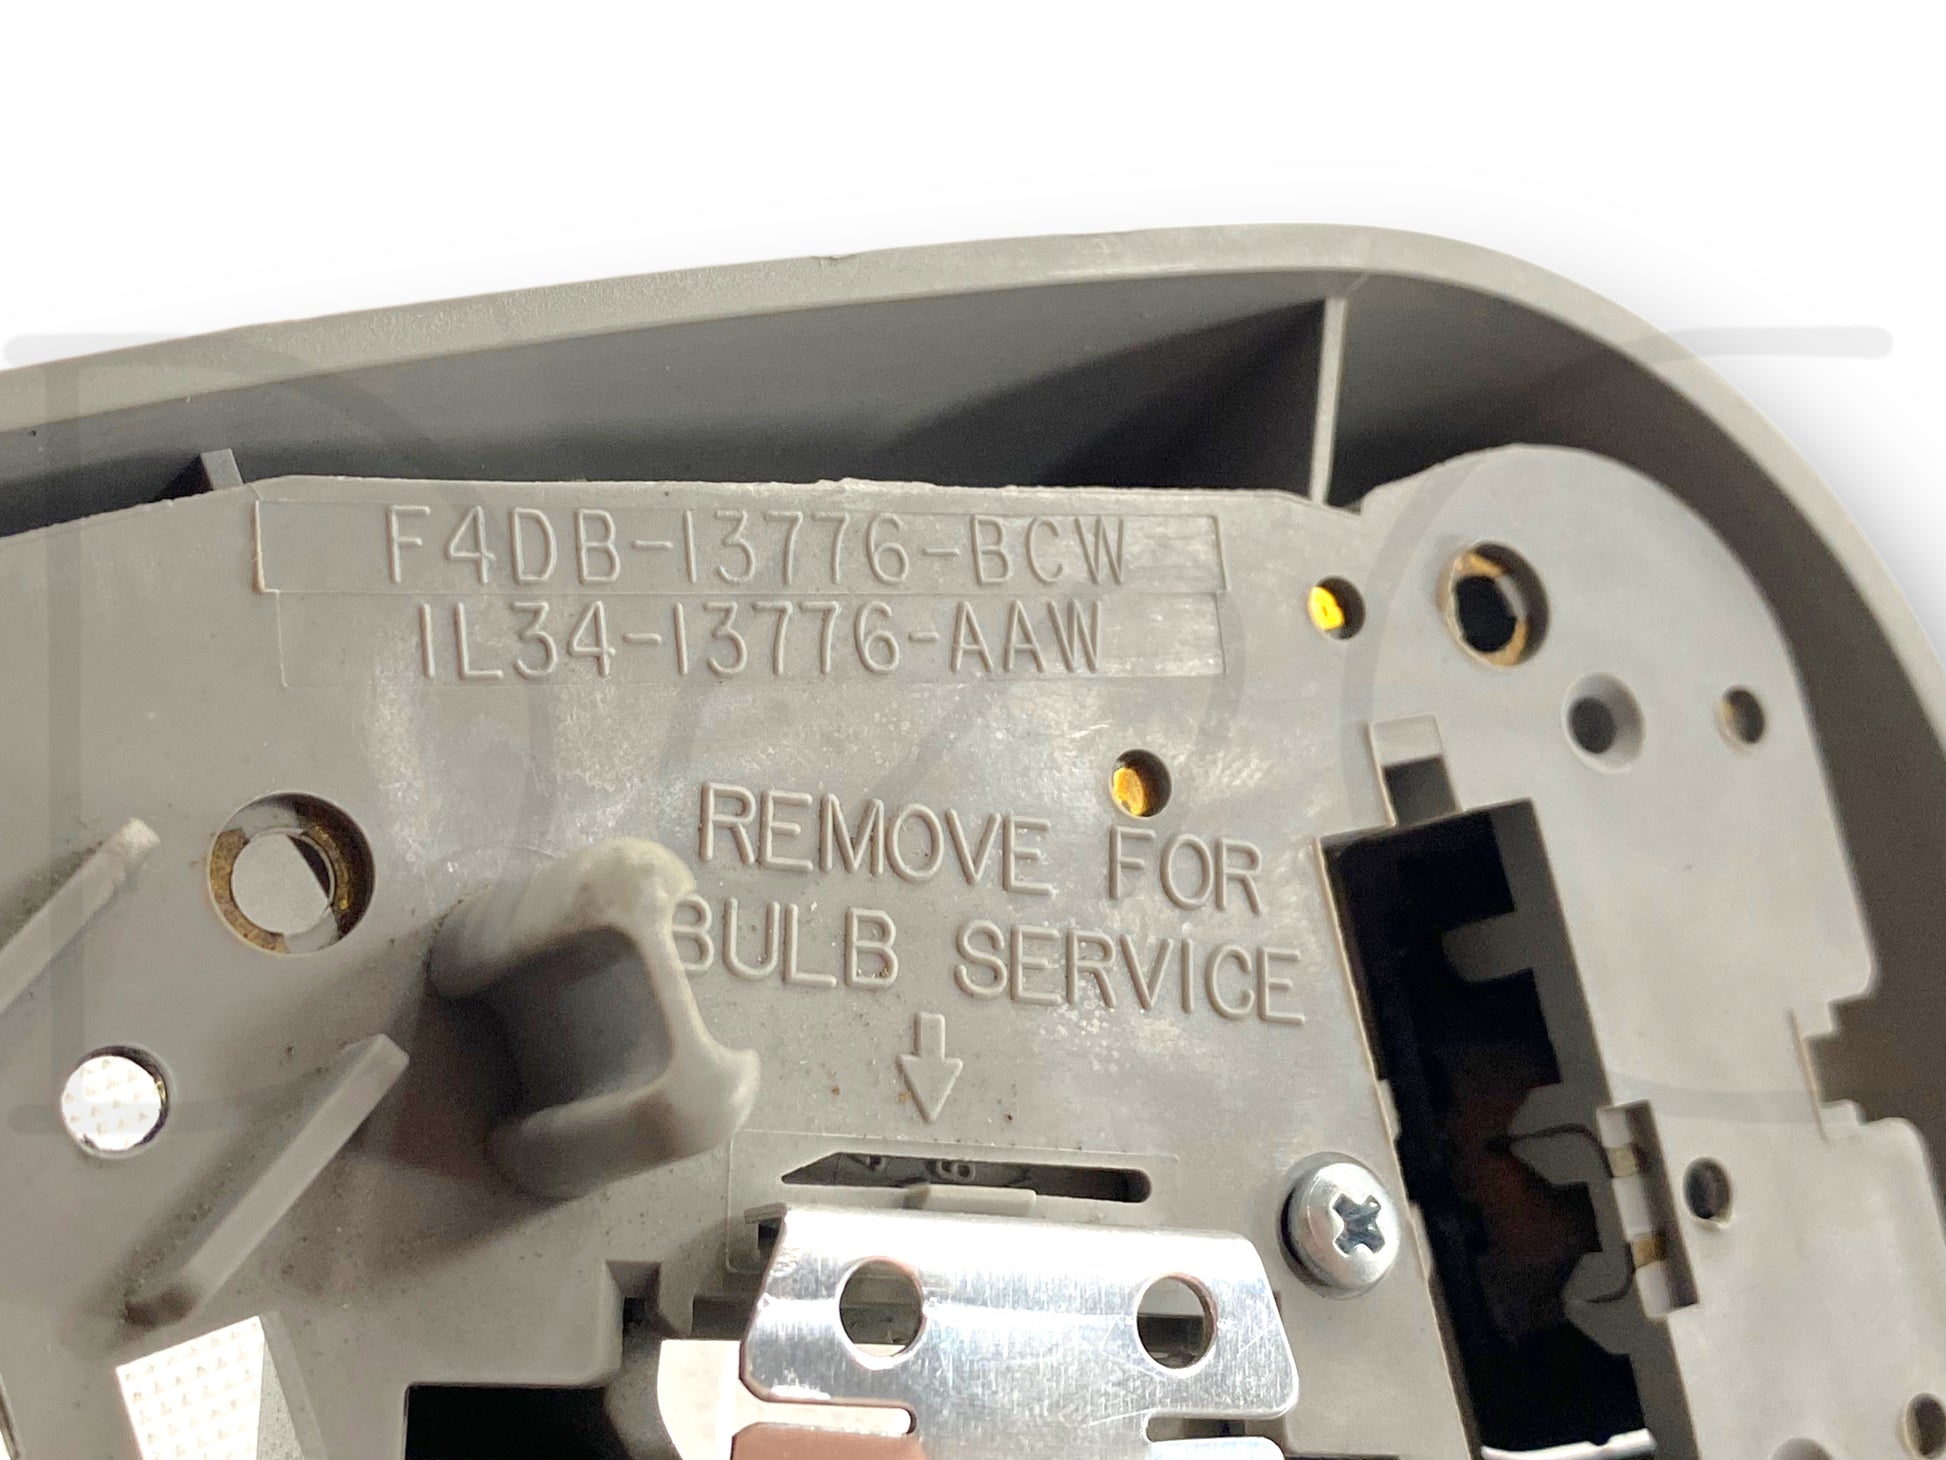 F4DB-13776-BCW
1L34-13776-AAW
REMOVE FOR
BULB SERVICE